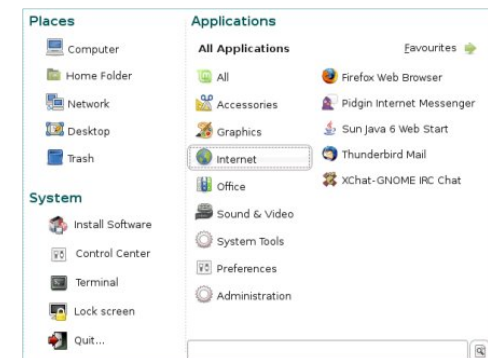 Places
Computer
Home Folder
Network
Desktop
Trash
System
Install Software
Control Center
Terminal
Lock screen
Quit...
Applications
All Applications
Favourites
All
Accessories
Graphics
Internet
Office
Sound & Video
System Tools
Preferences
Administration
Firefox Web Browser
Pidgin Internet Messenger
Sun Java 6 Web Start
Thunderbird Mail
XChat-GNOME IRC Chat